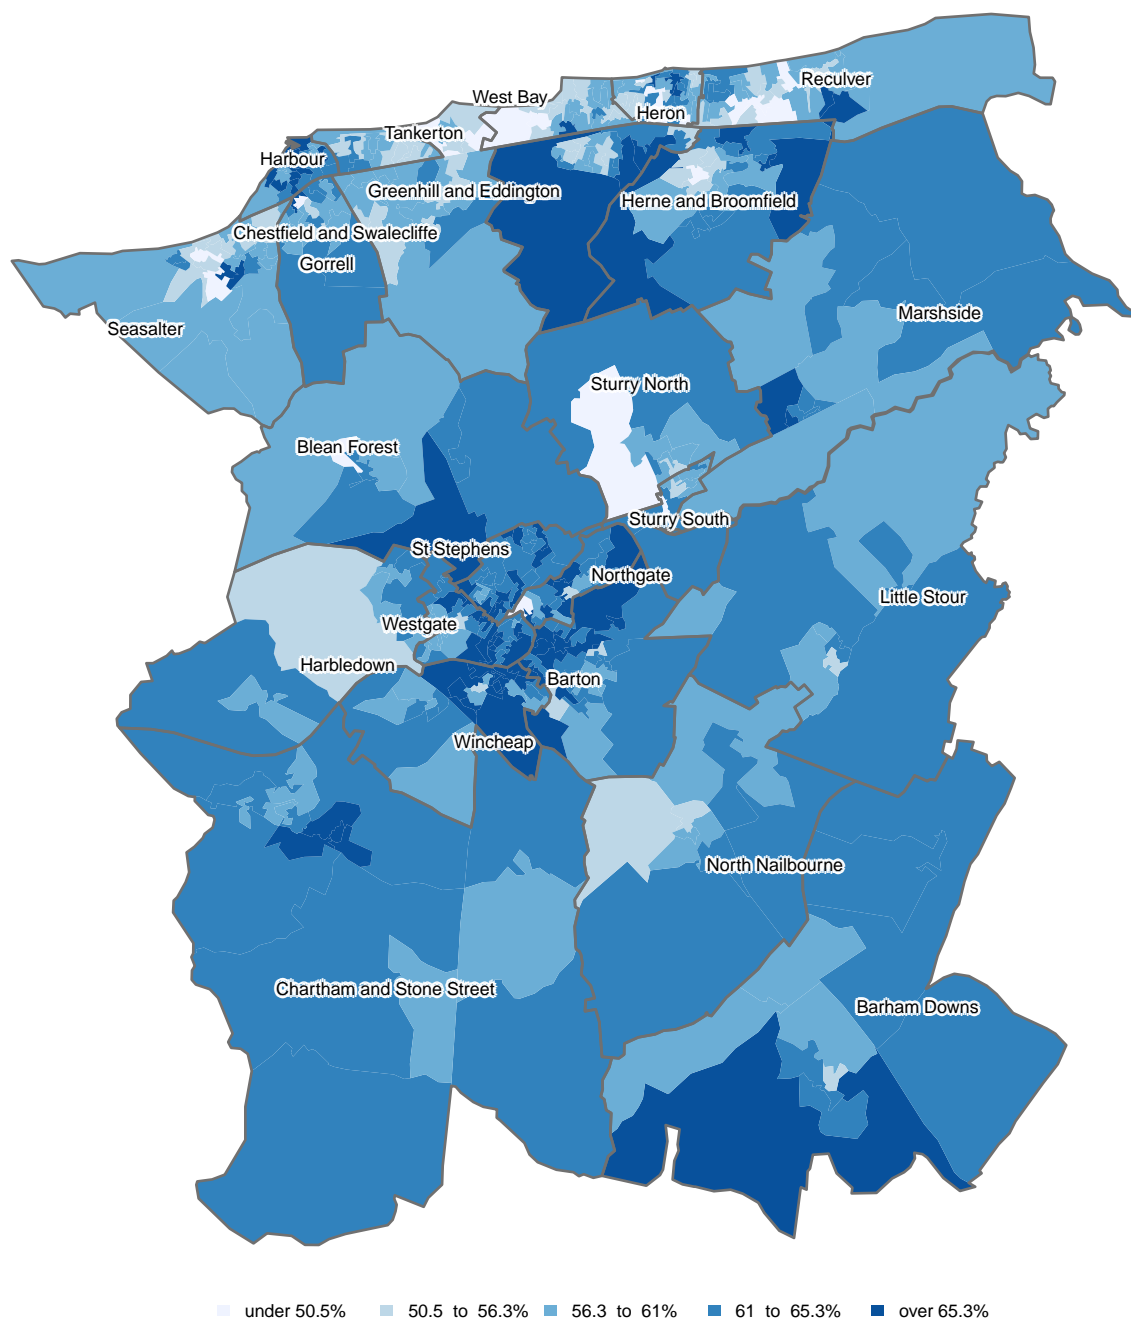 Reculver
West Bay
Heron
Tankerton
Harbour
Greenhill and Eddington
Herne and Broomfield
Chestfield and Swalecliffe
Gorrell
Marshside
Seasalter
Sturry North
Blean Forest
Sturry South
St Stephens
Northgate
Little Stour
Westgate
Harbledown
Barton
Wincheap
North Nailbourne
Chartham and Stone Street
Barham Downs
under 50.5% 50.5 to 56.3% 56.3 to 61% 61 to 65.3% over 65.3%